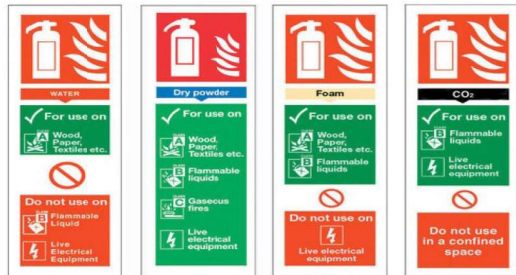 WATER
For use on
A
Wood,
Paper,
Textiles etc.
Do not use on
B
Flammable
Liquid
Live
Electrical
Equipment
Dry powder
For use on
A
Wood,
Paper,
Textiles etc.
B
Flammable
liquids
C
Gasecus
fires
Live
electrical
equipment
Foam
For use on
A
Wood,
Paper,
Textiles etc.
B
Flammable
liquids
Do not use on
Live electrical
equipment
CO2
For use on
B
Flammable
liquids
Live
electrical
equipment
Do not use
in a confined
space